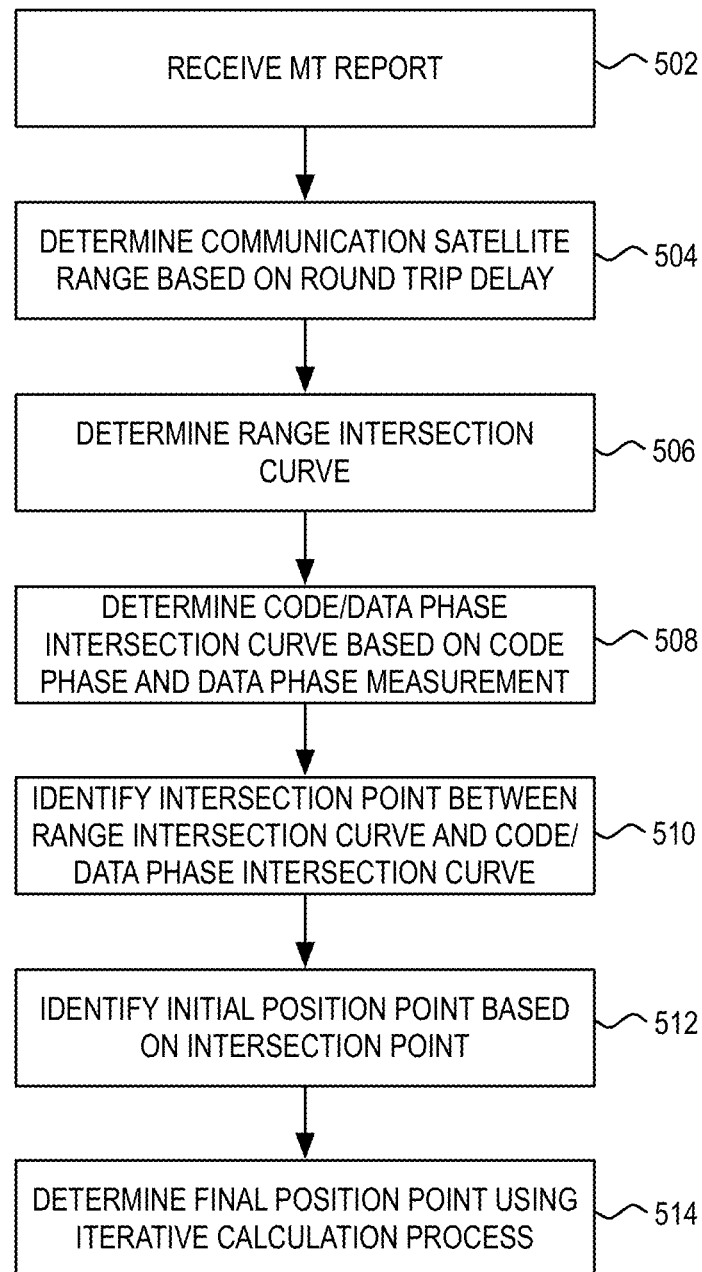 RECEIVE MT REPORT
502
DETERMINE COMMUNICATION SATELLITE
RANGE BASED ON ROUND TRIP DELAY
504
DETERMINE RANGE INTERSECTION
CURVE
506
DETERMINE CODE/DATA PHASE
INTERSECTION CURVE BASED ON CODE
PHASE AND DATA PHASE MEASUREMENT
508
IDENTIFY INTERSECTION POINT BETWEEN
RANGE INTERSECTION CURVE AND CODE/
DATA PHASE INTERSECTION CURVE
510
IDENTIFY INITIAL POSITION POINT BASED
ON INTERSECTION POINT
512
DETERMINE FINAL POSITION POINT USING
ITERATIVE CALCULATION PROCESS
514